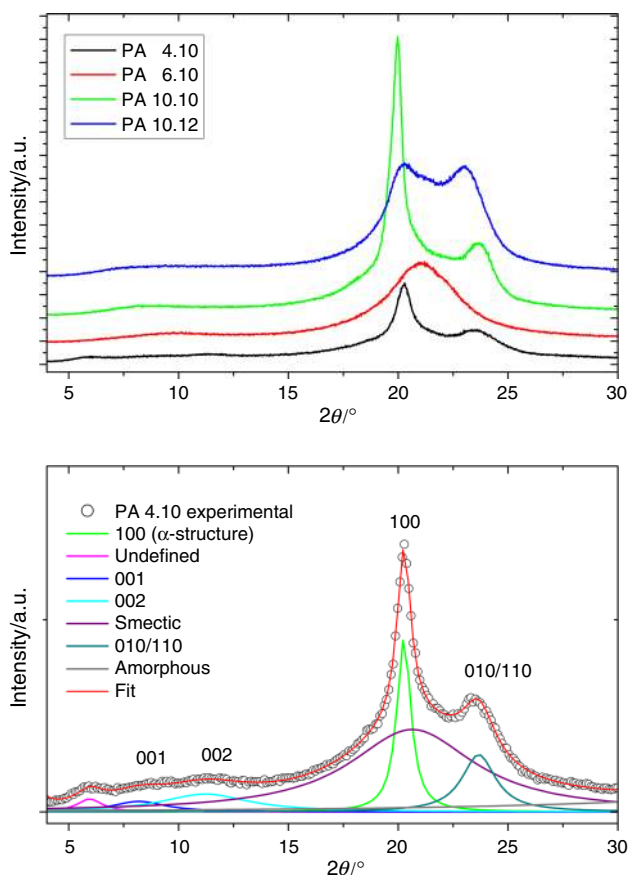 PA 4.10
PA 6.10
PA 10.10
PA 10.12
Intensity/a.u.
5 10 15 20 25 30
2θ/°
PA 4.10 experimental
100 (α-structure)
Undefined
001
002
Smectic
010/110
Amorphous
Fit
100
010/110
001
002
Intensity/a.u.
5 10 15 20 25 30
2θ/°